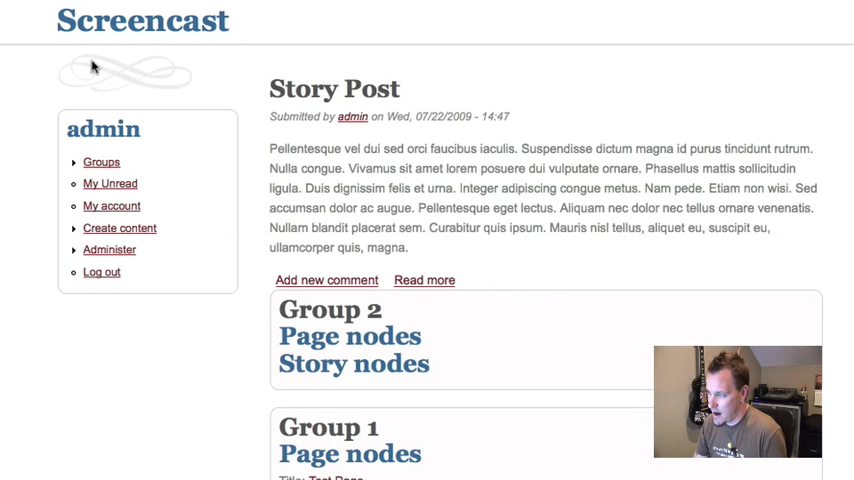 Screencast
admin
Groups
My Unread
My account
Create content
Administer
Log out
Story Post
Submitted by admin on Wed, 07/22/2009 - 14:47
Pellentesque vel dui sed orci faucibus iaculis. Suspendisse dictum magna id purus tincidunt rutrum.
Nulla congue. Vivamus sit amet lorem posuere dui vulputate ornare. Phasellus mattis sollicitudin
ligula. Duis dignissim felis et urna. Integer adipiscing congue metus. Nam pede. Etiam non wisi. Sed
accumsan dolor ac augue. Pellentesque eget lectus. Aliquam nec dolor nec tellus ornare venenatis.
Nullam blandit placerat sem. Curabitur quis ipsum. Mauris nisl tellus, aliquet eu, suscipit eu,
ullamcorper quis, magna.
Add new comment Read more
Group 2
Page nodes
Story nodes
Group 1
Page nodes
Title: Test Page